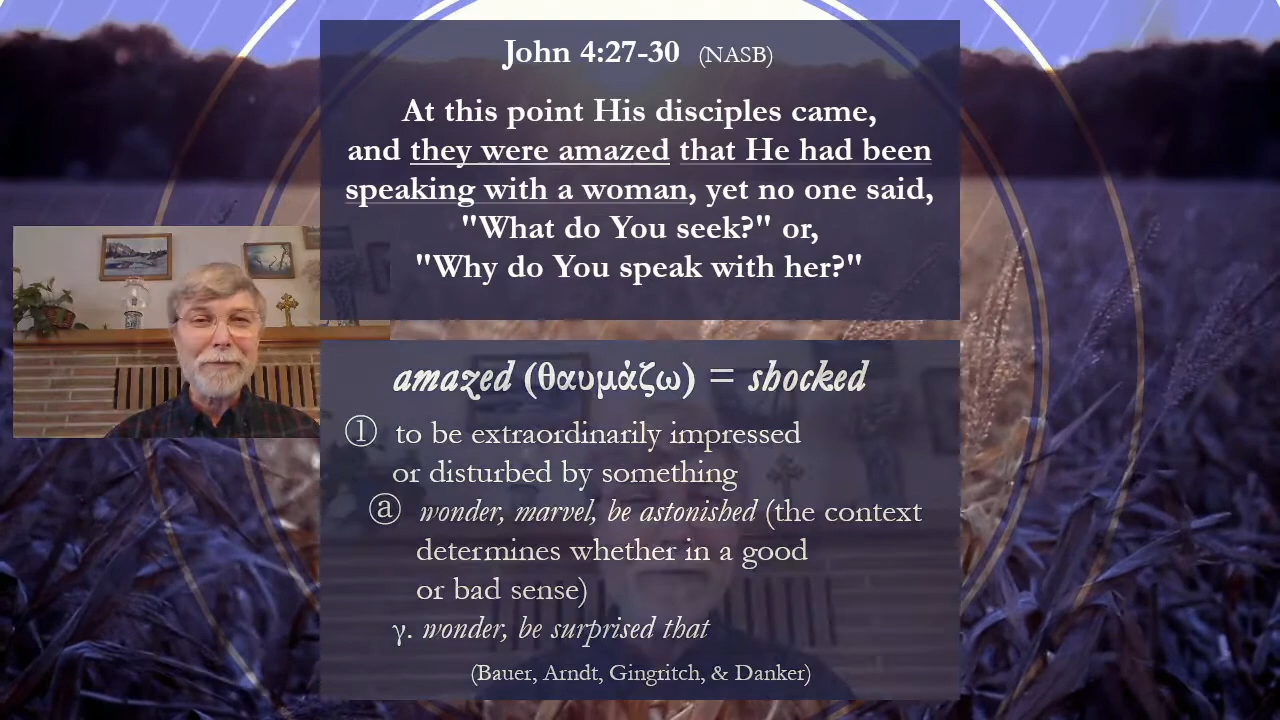 John 4:27-30 (NASB)
At this point His disciples came,
and they were amazed that He had been
speaking with a woman, yet no one said,
"What do You seek?" or,
"Why do You speak with her?"
amazed (θαυμάζω) = shocked
① to be extraordinarily impressed
or disturbed by something
ⓐ wonder, marvel, be astonished (the context
determines whether in a good
or bad sense)
γ. wonder, be surprised that
(Bauer, Arndt, Gingritch, & Danker)